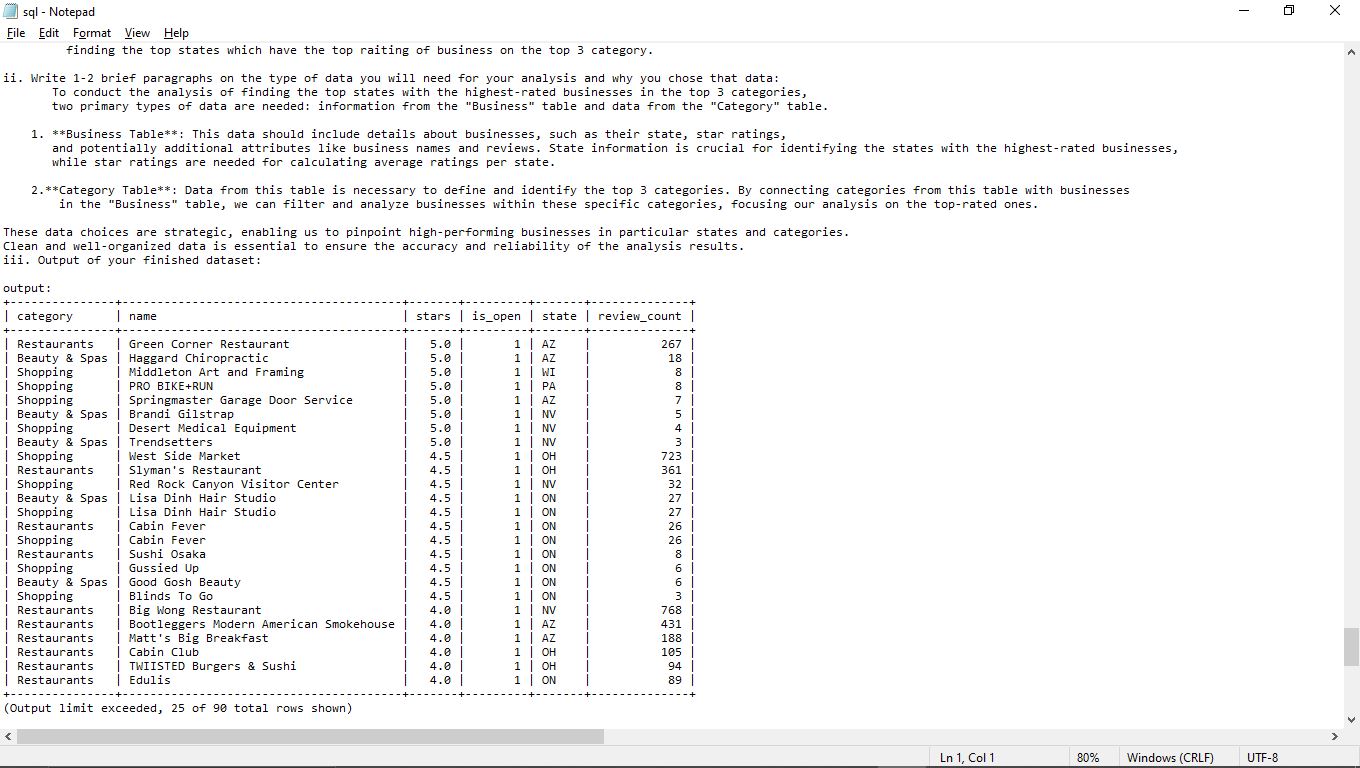 sql - Notepad
File Edit Format View Help
finding the top states which have the top raiting of business on the top 3 category.
ii. Write 1-2 brief paragraphs on the type of data you will need for your analysis and why you chose that data:
To conduct the analysis of finding the top states with the highest-rated businesses in the top 3 categories,
two primary types of data are needed: information from the "Business" table and data from the "Category" table.
1. **Business Table**: This data should include details about businesses, such as their state, star ratings,
and potentially additional attributes like business names and reviews. State information is crucial for identifying the states with the highest-rated businesses,
while star ratings are needed for calculating average ratings per state.
2.**Category Table**: Data from this table is necessary to define and identify the top 3 categories. By connecting categories from this table with businesses
in the "Business" table, we can filter and analyze businesses within these specific categories, focusing our analysis on the top-rated ones.
These data choices are strategic, enabling us to pinpoint high-performing businesses in particular states and categories.
Clean and well-organized data is essential to ensure the accuracy and reliability of the analysis results.
iii. Output of your finished dataset:
output:
+---------------+----------------------------------------+-------+---------+-------+--------------+
| category | name | stars | is_open | state | review_count |
+---------------+----------------------------------------+-------+---------+-------+--------------+
| Restaurants | Green Corner Restaurant | 5.0 | 1 | AZ | 267 |
| Beauty & Spas | Haggard Chiropractic | 5.0 | 1 | AZ | 18 |
| Shopping | Middleton Art and Framing | 5.0 | 1 | WI | 8 |
| Shopping | PRO BIKE+RUN | 5.0 | 1 | PA | 8 |
| Shopping | Springmaster Garage Door Service | 5.0 | 1 | AZ | 7 |
| Beauty & Spas | Brandi Gilstrap | 5.0 | 1 | NV | 5 |
| Shopping | Desert Medical Equipment | 5.0 | 1 | NV | 4 |
| Beauty & Spas | Trendsetters | 5.0 | 1 | NV | 3 |
| Shopping | West Side Market | 4.5 | 1 | OH | 723 |
| Restaurants | Slyman's Restaurant | 4.5 | 1 | OH | 361 |
| Shopping | Red Rock Canyon Visitor Center | 4.5 | 1 | NV | 32 |
| Beauty & Spas | Lisa Dinh Hair Studio | 4.5 | 1 | ON | 27 |
| Shopping | Lisa Dinh Hair Studio | 4.5 | 1 | ON | 27 |
| Restaurants | Cabin Fever | 4.5 | 1 | ON | 26 |
| Shopping | Cabin Fever | 4.5 | 1 | ON | 26 |
| Restaurants | Sushi Osaka | 4.5 | 1 | ON | 8 |
| Shopping | Gussied Up | 4.5 | 1 | ON | 6 |
| Beauty & Spas | Good Gosh Beauty | 4.5 | 1 | ON | 6 |
| Shopping | Blinds To Go | 4.5 | 1 | ON | 3 |
| Restaurants | Big Wong Restaurant | 4.0 | 1 | NV | 768 |
| Restaurants | Bootleggers Modern American Smokehouse | 4.0 | 1 | AZ | 431 |
| Restaurants | Matt's Big Breakfast | 4.0 | 1 | AZ | 188 |
| Restaurants | Cabin Club | 4.0 | 1 | OH | 105 |
| Restaurants | TWIISTED Burgers & Sushi | 4.0 | 1 | OH | 94 |
| Restaurants | Edulis | 4.0 | 1 | ON | 89 |
+---------------+----------------------------------------+-------+---------+-------+--------------+
(Output limit exceeded, 25 of 90 total rows shown)
Ln 1, Col 1 80% Windows (CRLF) UTF-8